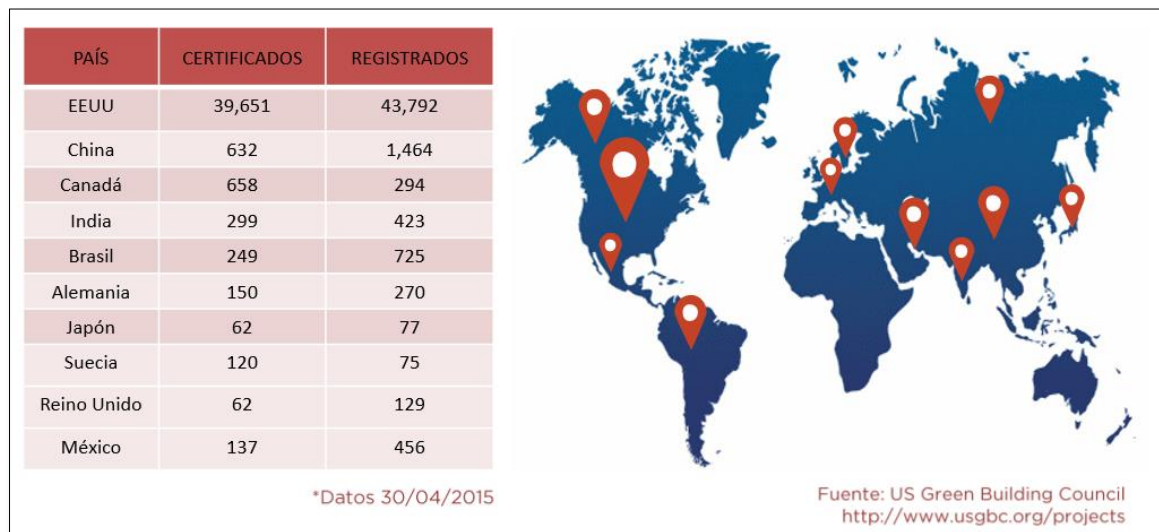 PAÍS CERTIFICADOS REGISTRADOS
EEUU 39,651 43,792
China 632 1,464
Canadá 658 294
India 299 423
Brasil 249 725
Alemania 150 270
Japón 62 77
Suecia 120 75
Reino Unido 62 129
México 137 456
*Datos 30/04/2015
Fuente: US Green Building Council
http://www.usgbc.org/projects